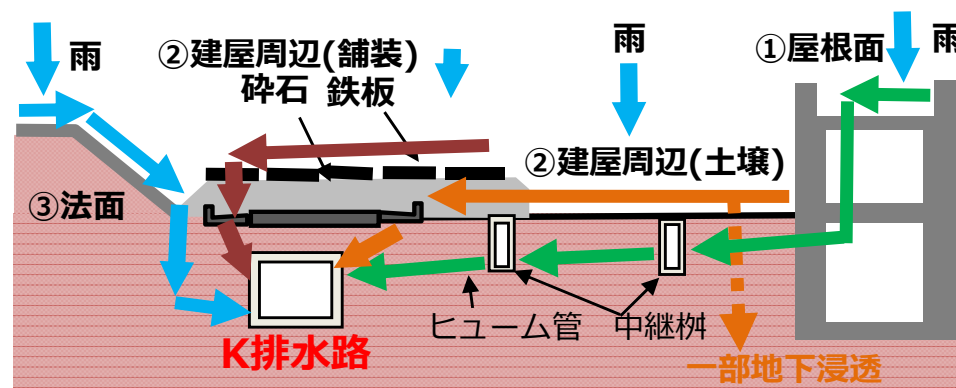 雨
②建屋周辺(舗装)
砕石 鉄板
雨
①屋根面
雨
②建屋周辺(土壌)
③法面
ヒューム管
中継桝
K排水路
一部地下浸透